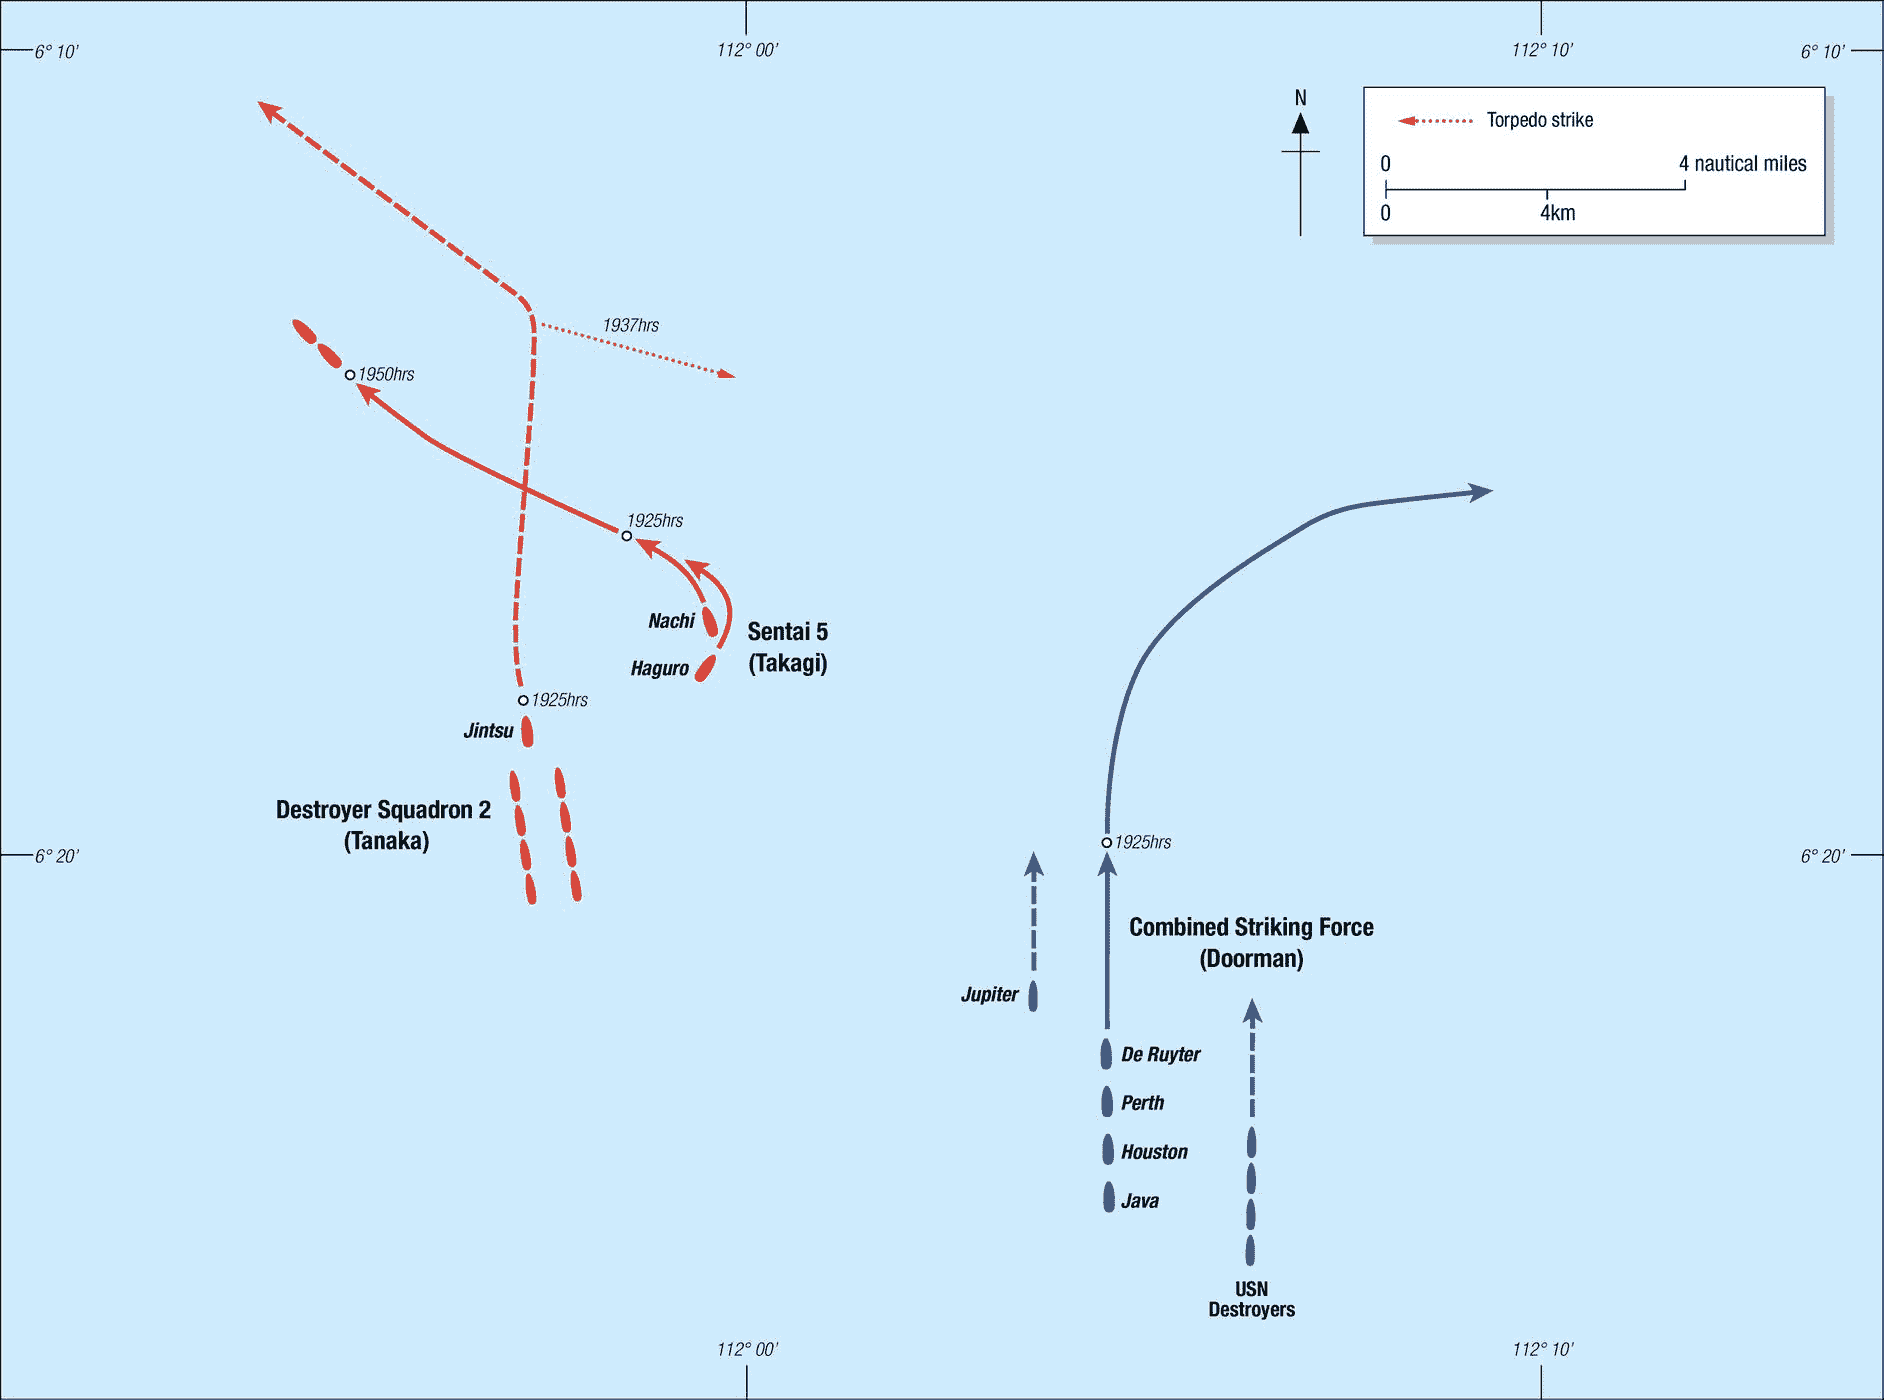 112° 00’
112° 10’
6° 10’
6° 10’
N
Torpedo strike
0
4 nautical miles
0
4km
1937hrs
1950hrs
1925hrs
Nachi
Sentai 5
(Takagi)
Haguro
1925hrs
Jintsu
Destroyer Squadron 2
(Tanaka)
1925hrs
6° 20’
6° 20’
Combined Striking Force
(Doorman)
Jupiter
De Ruyter
Perth
Houston
Java
USN
Destroyers
112° 00’
112° 10’